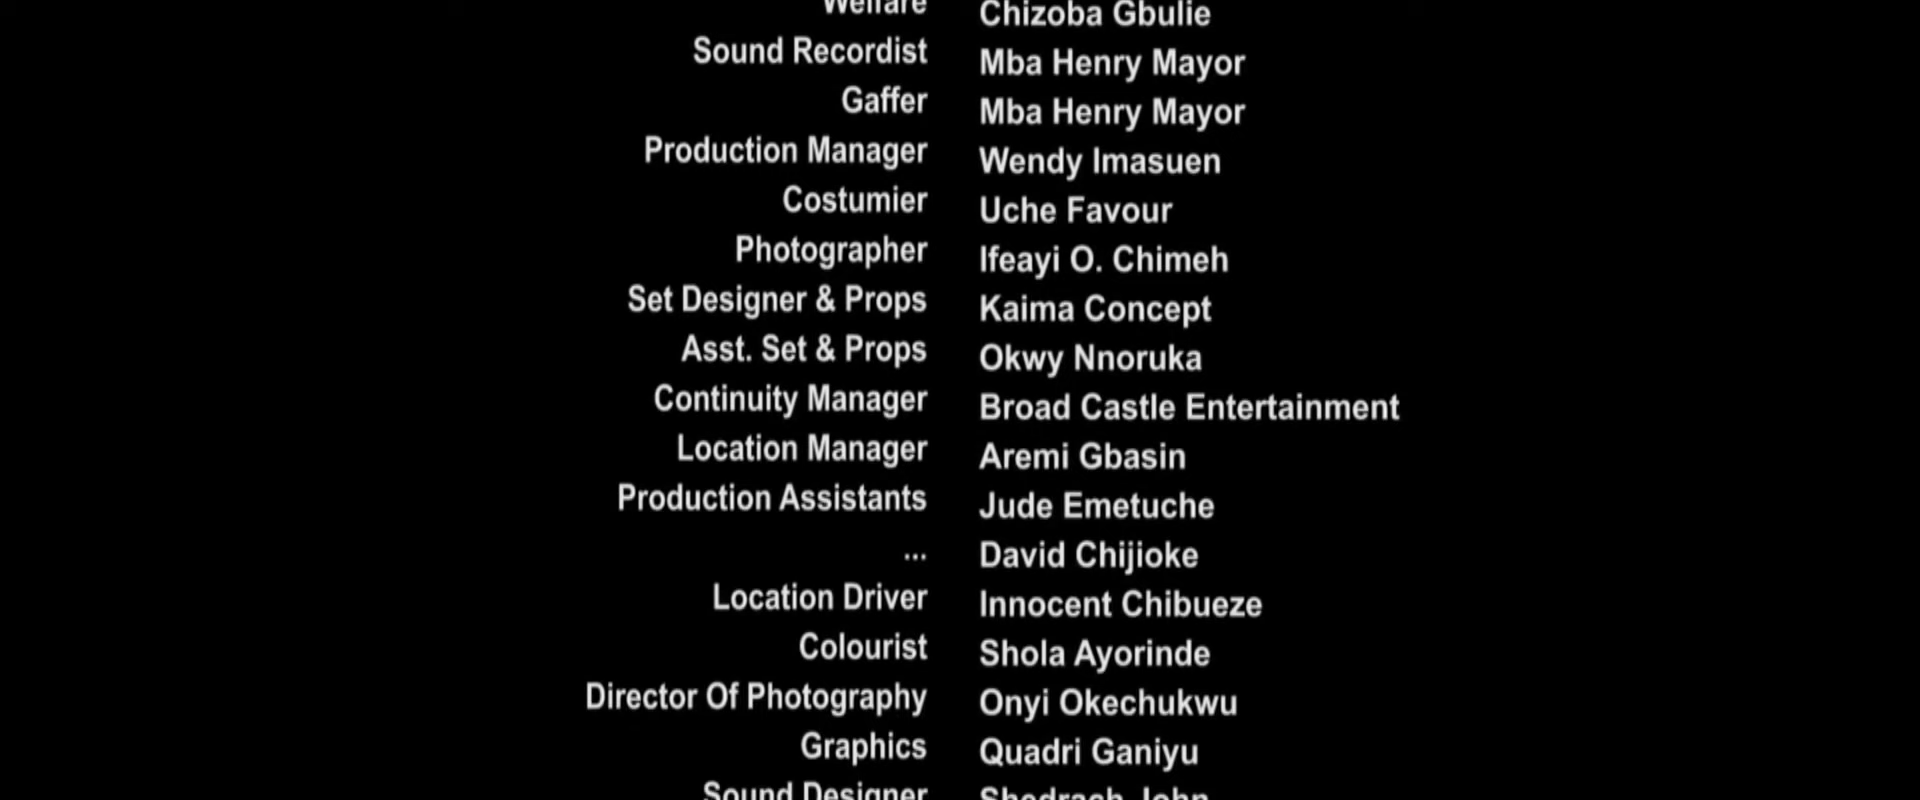 Welfare Chizoba Gbulie
Sound Recordist Mba Henry Mayor
Gaffer Mba Henry Mayor
Production Manager Wendy Imasuen
Costumier Uche Favour
Photographer Ifeayi O. Chimeh
Set Designer & Props Kaima Concept
Asst. Set & Props Okwy Nnoruka
Continuity Manager Broad Castle Entertainment
Location Manager Aremi Gbasin
Production Assistants Jude Emetuche
... David Chijioke
Location Driver Innocent Chibueze
Colourist Shola Ayorinde
Director Of Photography Onyi Okechukwu
Graphics Quadri Ganiyu
Sound Designer Shedrach John